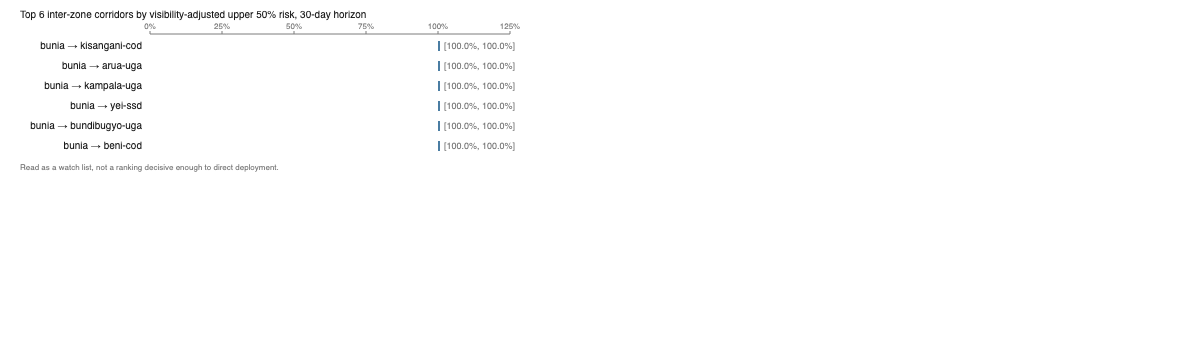 Top 6 inter-zone corridors by visibility-adjusted upper 50% risk, 30-day horizon
0% 25% 50% 75% 100% 125%
bunia → kisangani-cod [100.0%, 100.0%]
bunia → arua-uga [100.0%, 100.0%]
bunia → kampala-uga [100.0%, 100.0%]
bunia → yei-ssd [100.0%, 100.0%]
bunia → bundibugyo-uga [100.0%, 100.0%]
bunia → beni-cod [100.0%, 100.0%]
Read as a watch list, not a ranking decisive enough to direct deployment.